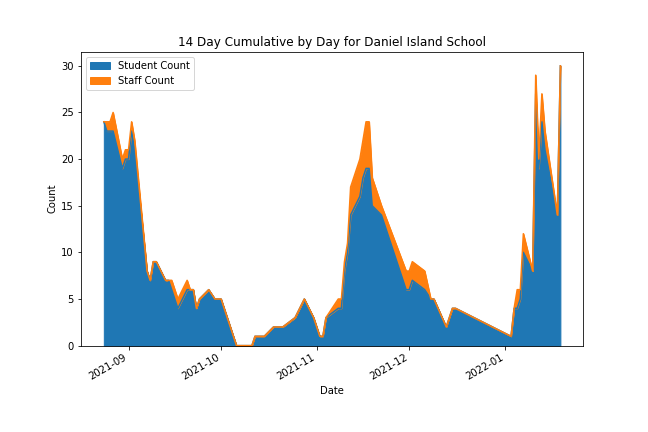 14 Day Cumulative by Day for Daniel Island School
Student Count
Staff Count
30
25
20
15
10
5
0
Count
2021-09
2021-10
2021-11
2021-12
2022-01
Date